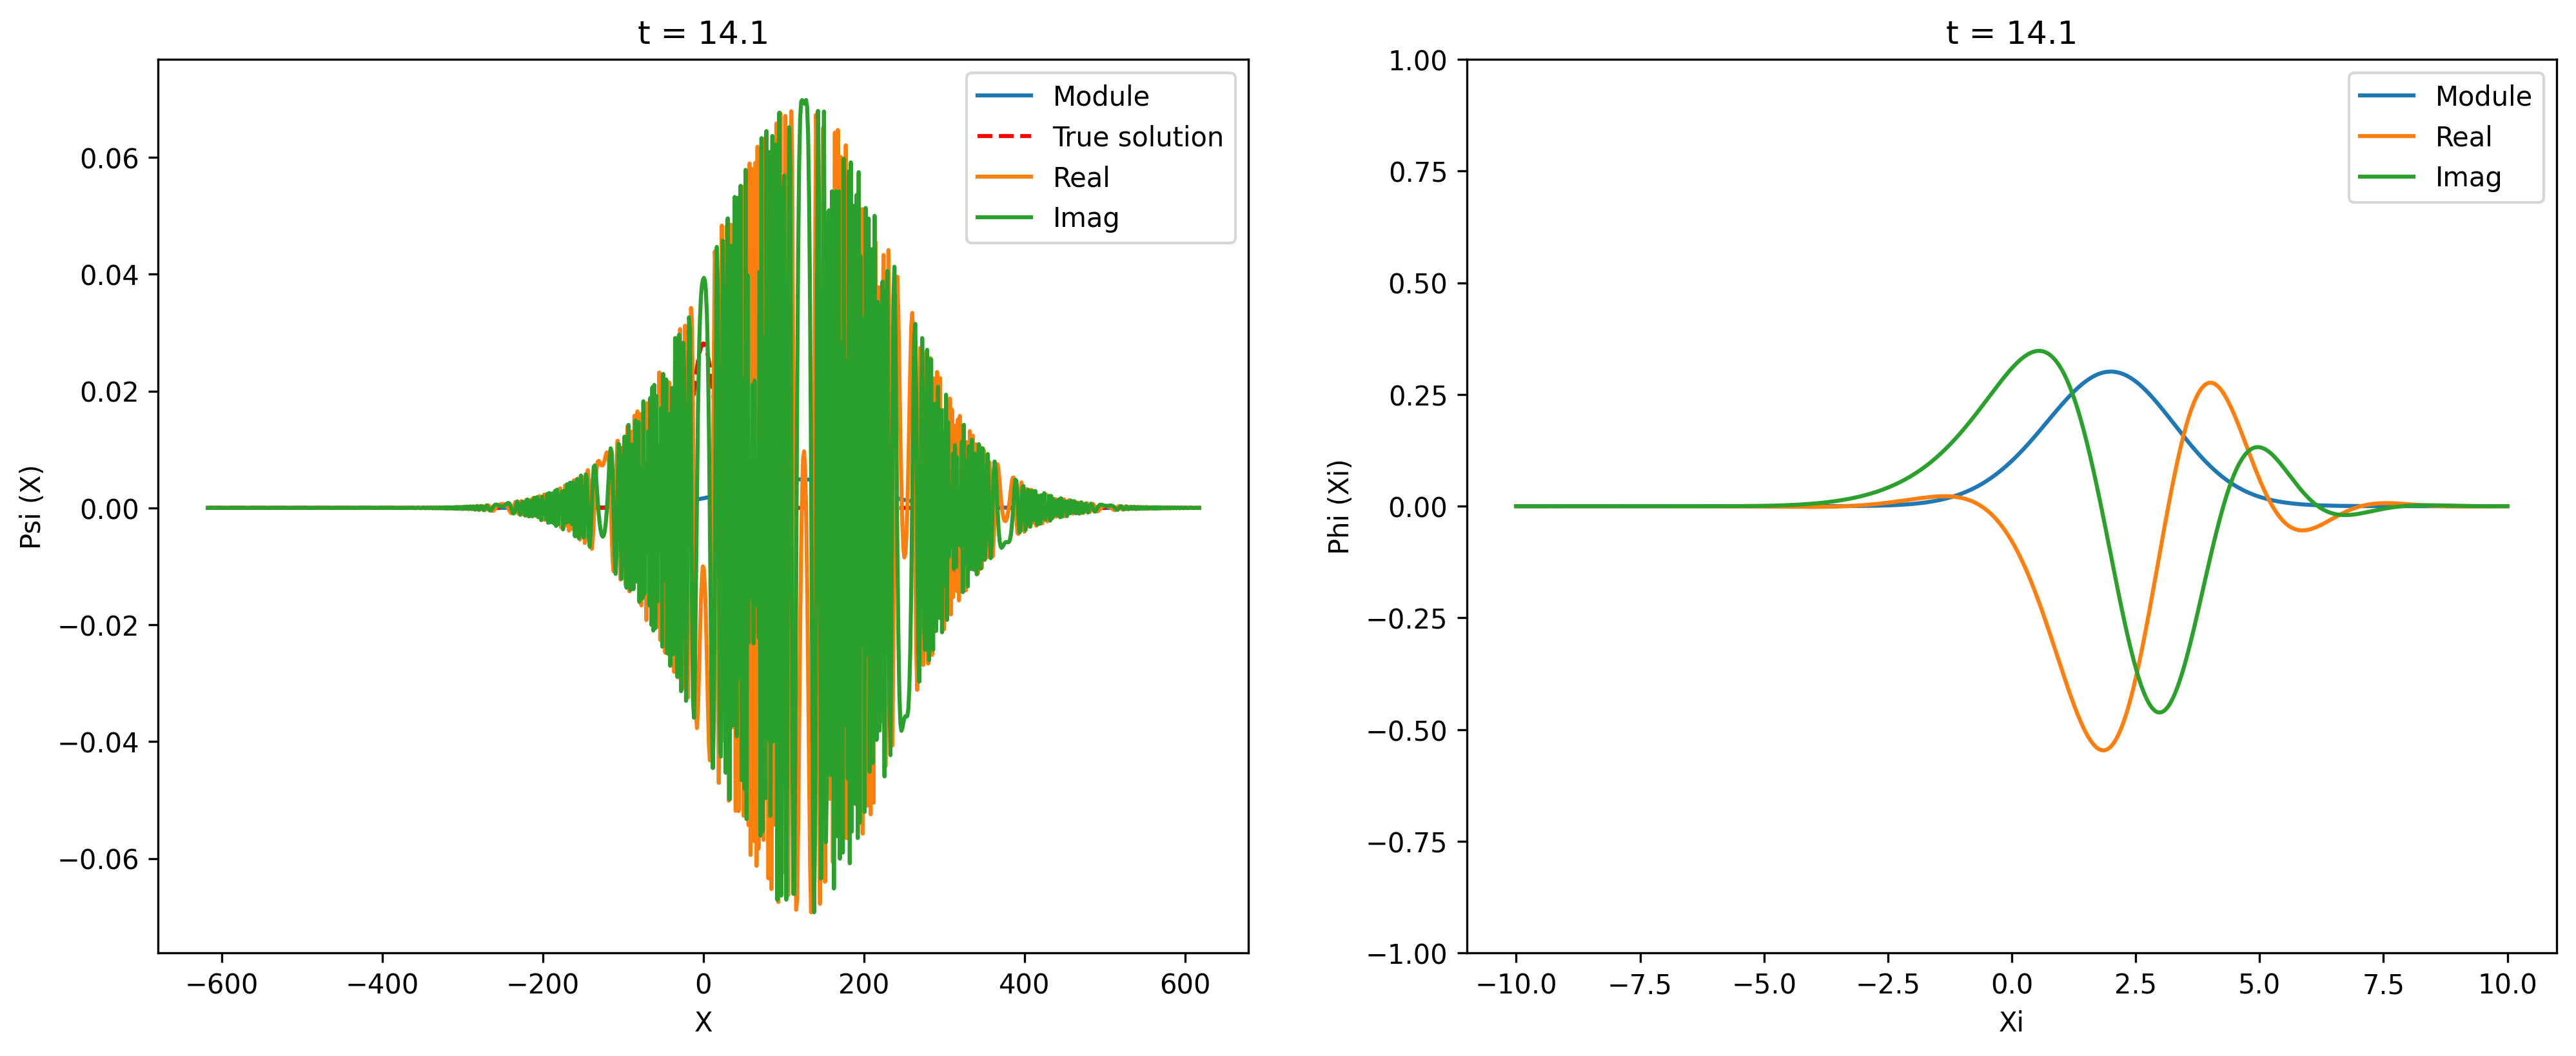 t = 14.1
Psi (X)
0.06
0.04
0.02
0.00
−0.02
−0.04
−0.06
Module
True solution
Real
Imag
−600
−400
−200
0
200
400
600
X
t = 14.1
Phi (Xi)
1.00
0.75
0.50
0.25
0.00
−0.25
−0.50
−0.75
−1.00
Module
Real
Imag
−10.0
−7.5
−5.0
−2.5
0.0
2.5
5.0
7.5
10.0
Xi